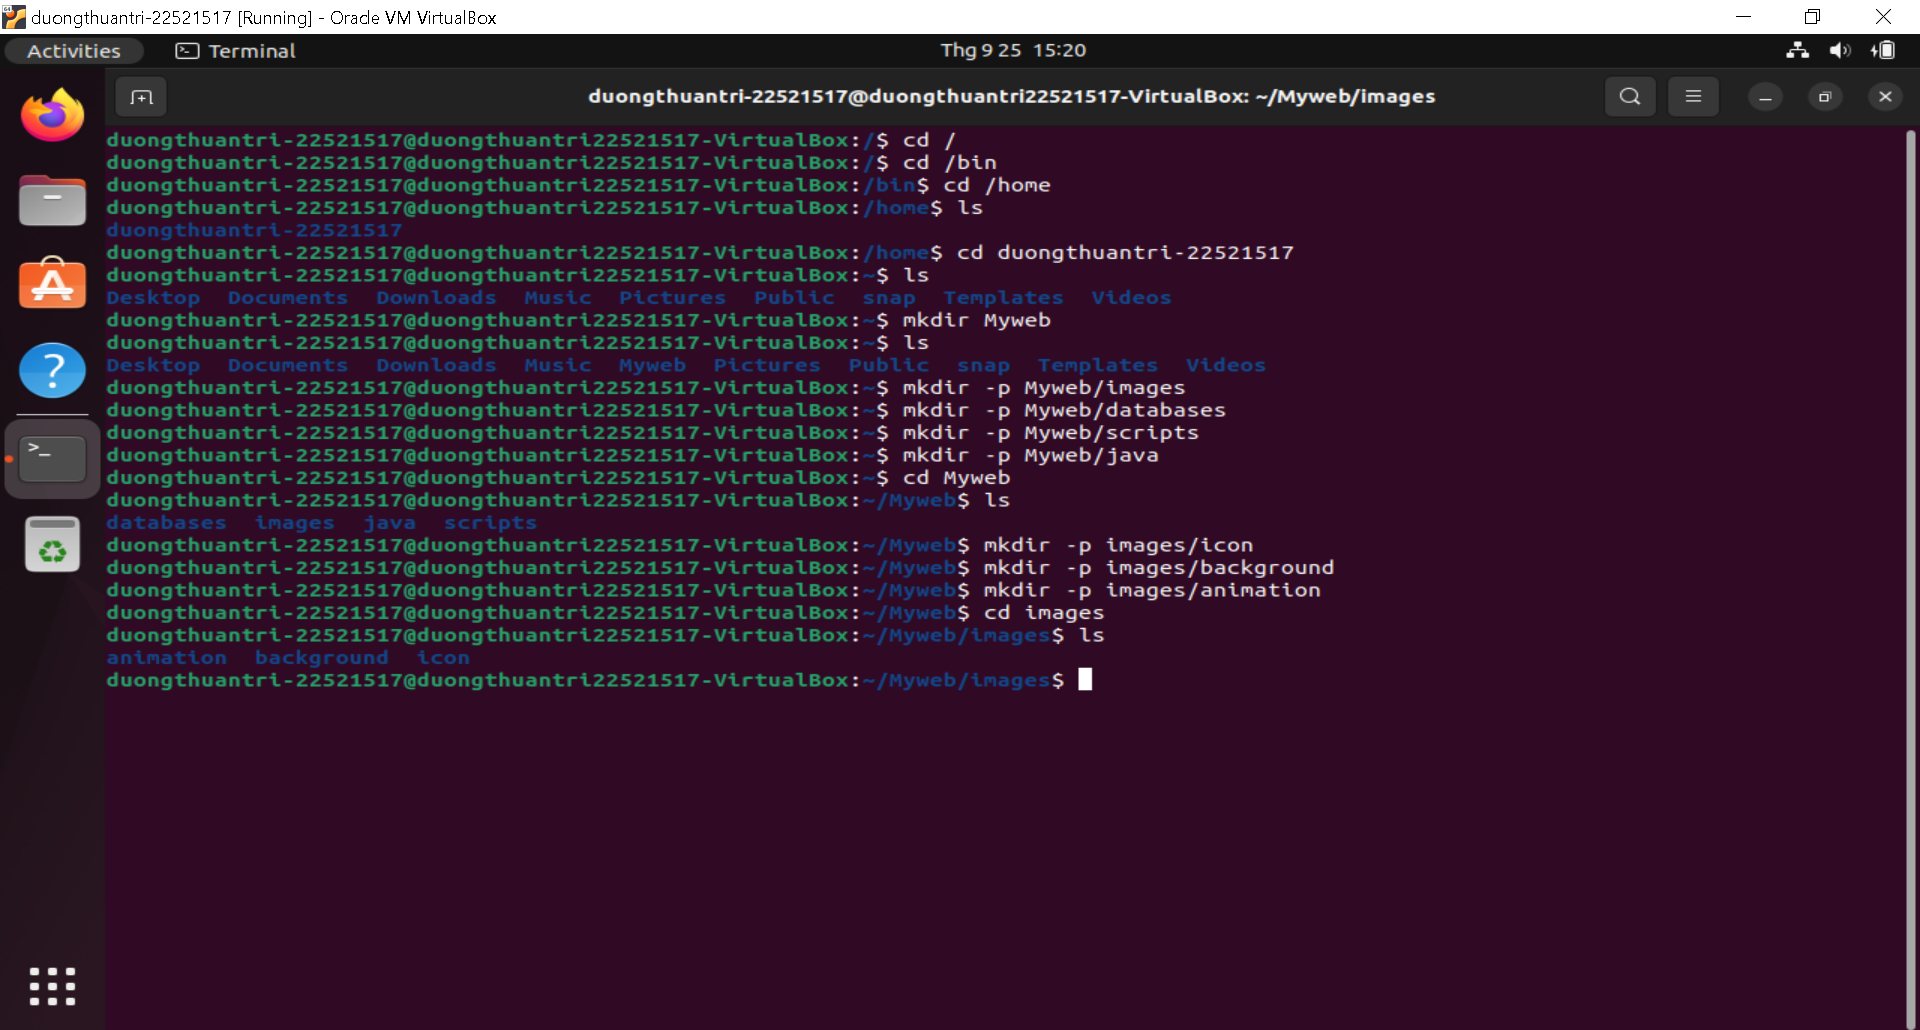 duongthuantri-22521517 [Running] - Oracle VM VirtualBox
Activities Terminal Thg 9 25 15:20
duongthuantri-22521517@duongthuantri22521517-VirtualBox: ~/Myweb/images
duongthuantri-22521517@duongthuantri22521517-VirtualBox:/$ cd /
duongthuantri-22521517@duongthuantri22521517-VirtualBox:/$ cd /bin
duongthuantri-22521517@duongthuantri22521517-VirtualBox:/bin$ cd /home
duongthuantri-22521517@duongthuantri22521517-VirtualBox:/home$ ls
duongthuantri-22521517
duongthuantri-22521517@duongthuantri22521517-VirtualBox:/home$ cd duongthuantri-22521517
duongthuantri-22521517@duongthuantri22521517-VirtualBox:~$ ls
Desktop Documents Downloads Music Pictures Public snap Templates Videos
duongthuantri-22521517@duongthuantri22521517-VirtualBox:~$ mkdir Myweb
duongthuantri-22521517@duongthuantri22521517-VirtualBox:~$ ls
Desktop Documents Downloads Music Myweb Pictures Public snap Templates Videos
duongthuantri-22521517@duongthuantri22521517-VirtualBox:~$ mkdir -p Myweb/images
duongthuantri-22521517@duongthuantri22521517-VirtualBox:~$ mkdir -p Myweb/databases
duongthuantri-22521517@duongthuantri22521517-VirtualBox:~$ mkdir -p Myweb/scripts
duongthuantri-22521517@duongthuantri22521517-VirtualBox:~$ mkdir -p Myweb/java
duongthuantri-22521517@duongthuantri22521517-VirtualBox:~$ cd Myweb
duongthuantri-22521517@duongthuantri22521517-VirtualBox:~/Myweb$ ls
databases images java scripts
duongthuantri-22521517@duongthuantri22521517-VirtualBox:~/Myweb$ mkdir -p images/icon
duongthuantri-22521517@duongthuantri22521517-VirtualBox:~/Myweb$ mkdir -p images/background
duongthuantri-22521517@duongthuantri22521517-VirtualBox:~/Myweb$ mkdir -p images/animation
duongthuantri-22521517@duongthuantri22521517-VirtualBox:~/Myweb$ cd images
duongthuantri-22521517@duongthuantri22521517-VirtualBox:~/Myweb/images$ ls
animation background icon
duongthuantri-22521517@duongthuantri22521517-VirtualBox:~/Myweb/images$